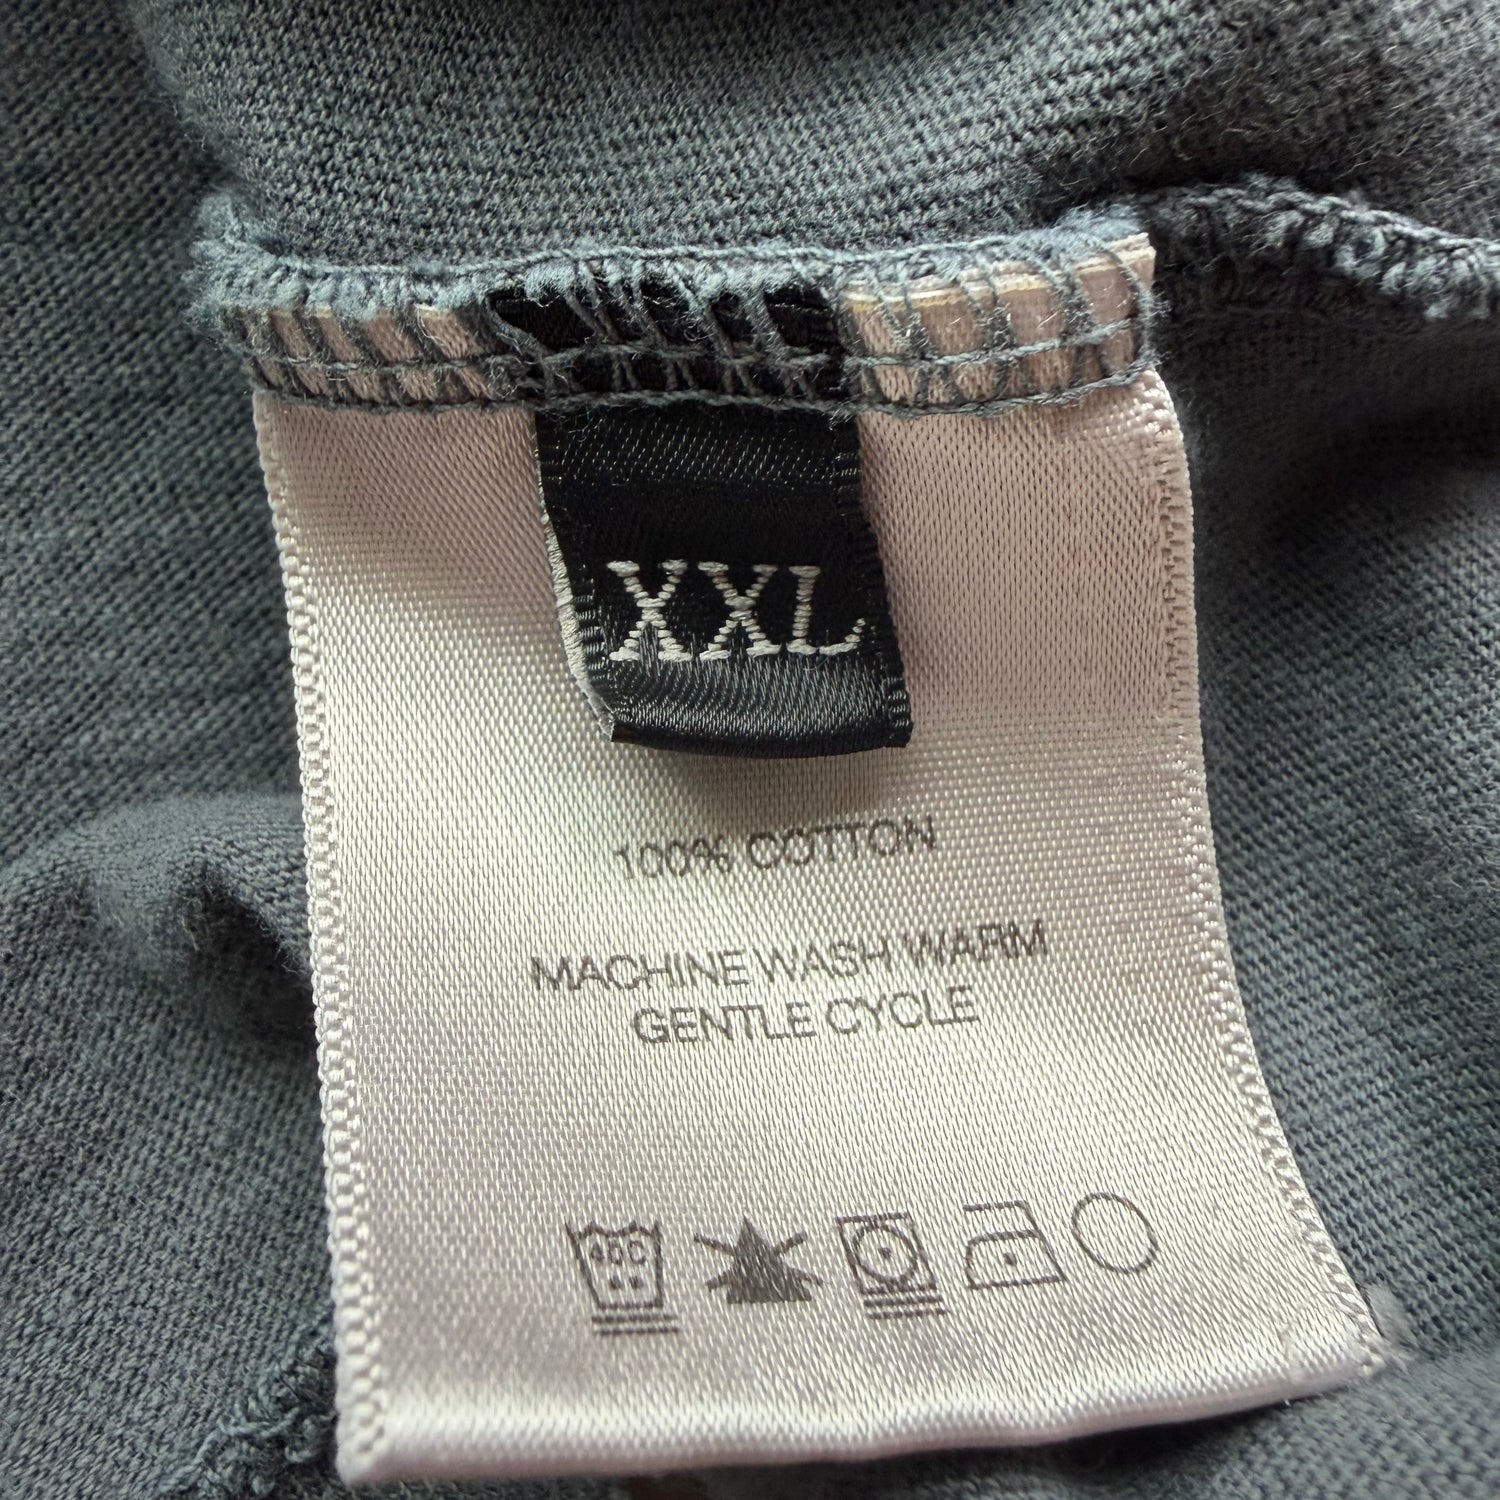 XXL
100% COTTON
MACHINE WASH WARM
GENTLE CYCLE
40C